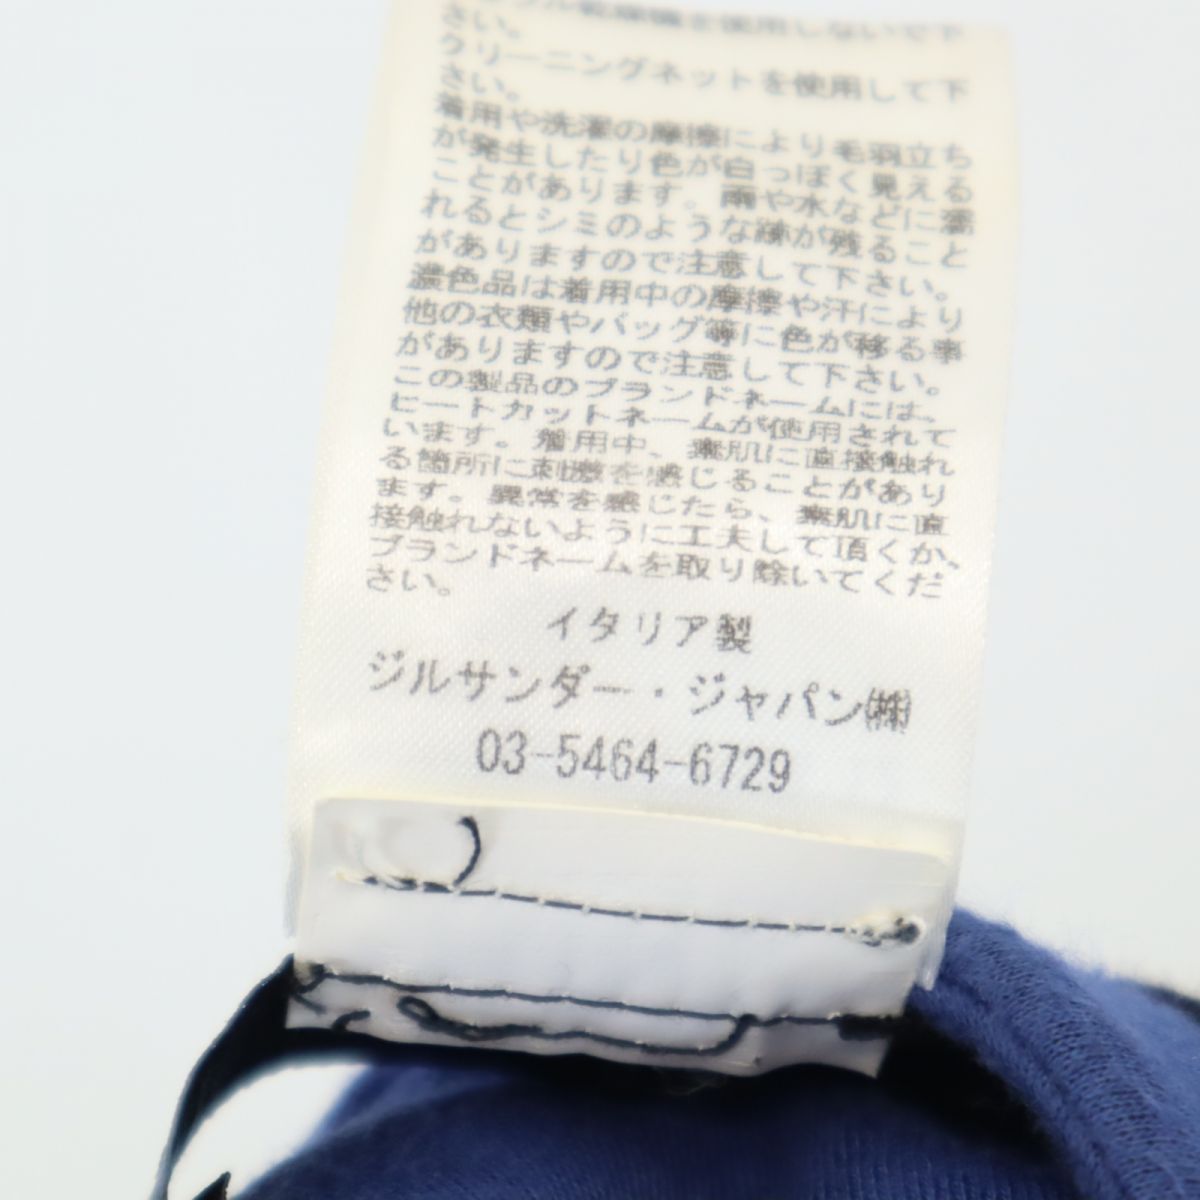 ル乾燥機を使用しないで下
さい。
クリーニングネットを使用して下
さい。
着用や洗濯の摩擦により毛羽立ち
が発生したり色が白っぽく見える
ことがあります。雨や水などに濡
れるとシミのような跡が残ること
がありますので注意して下さい。
濃色品は着用中の摩擦や汗により
他の衣類やバッグ等に色が移る事
がありますので注意して下さい。
この製品のブランドネームには、
ヒートカットネームが使用されて
います。着用中、素肌に直接触れ
る箇所に刺激を感じることがあり
ます。異常を感じたら、素肌に直
接触れないように工夫して頂くか、
ブランドネームを取り除いてくだ
さい。
イタリア製
ジルサンダー・ジャパン㈱
03-5464-6729